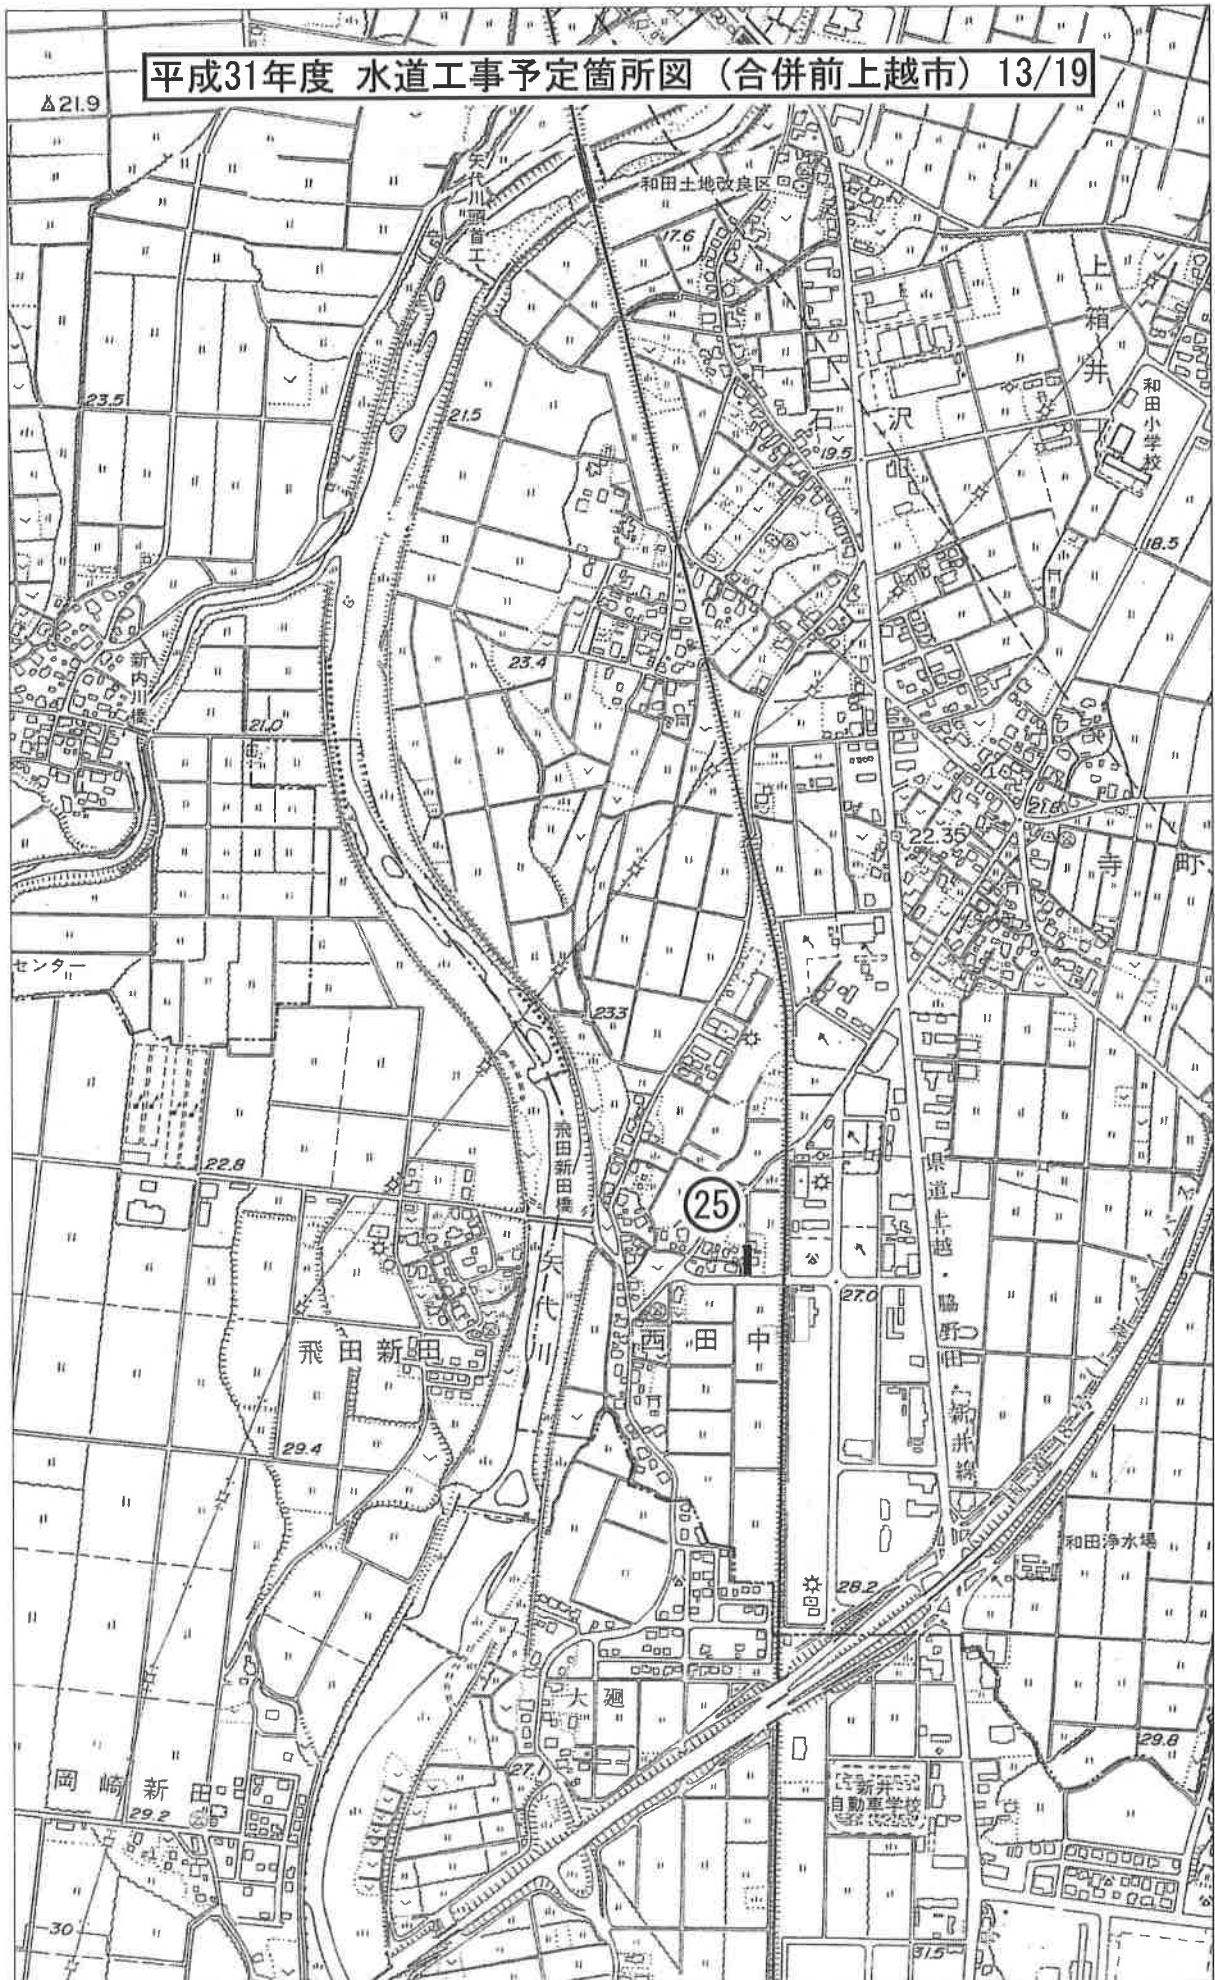 平成31年度 水道工事予定箇所図 (合併前上越市) 13/19
21.9
矢代川頭首工
和田土地改良区
17.6
上箱井
23.5
21.5
石沢
19.5
和田小学校
18.5
新内川橋
23.4
21.0
21.6
22.35
寺町
センター
23.3
22.8
飛田新田橋
25
県道上越・脇野田・新井線
矢代川
27.0
飛田新田
西田中
29.4
和田浄水場
28.2
大廻
29.8
27.1
岡崎新
29.2
新井
自動車学校
30
31.5